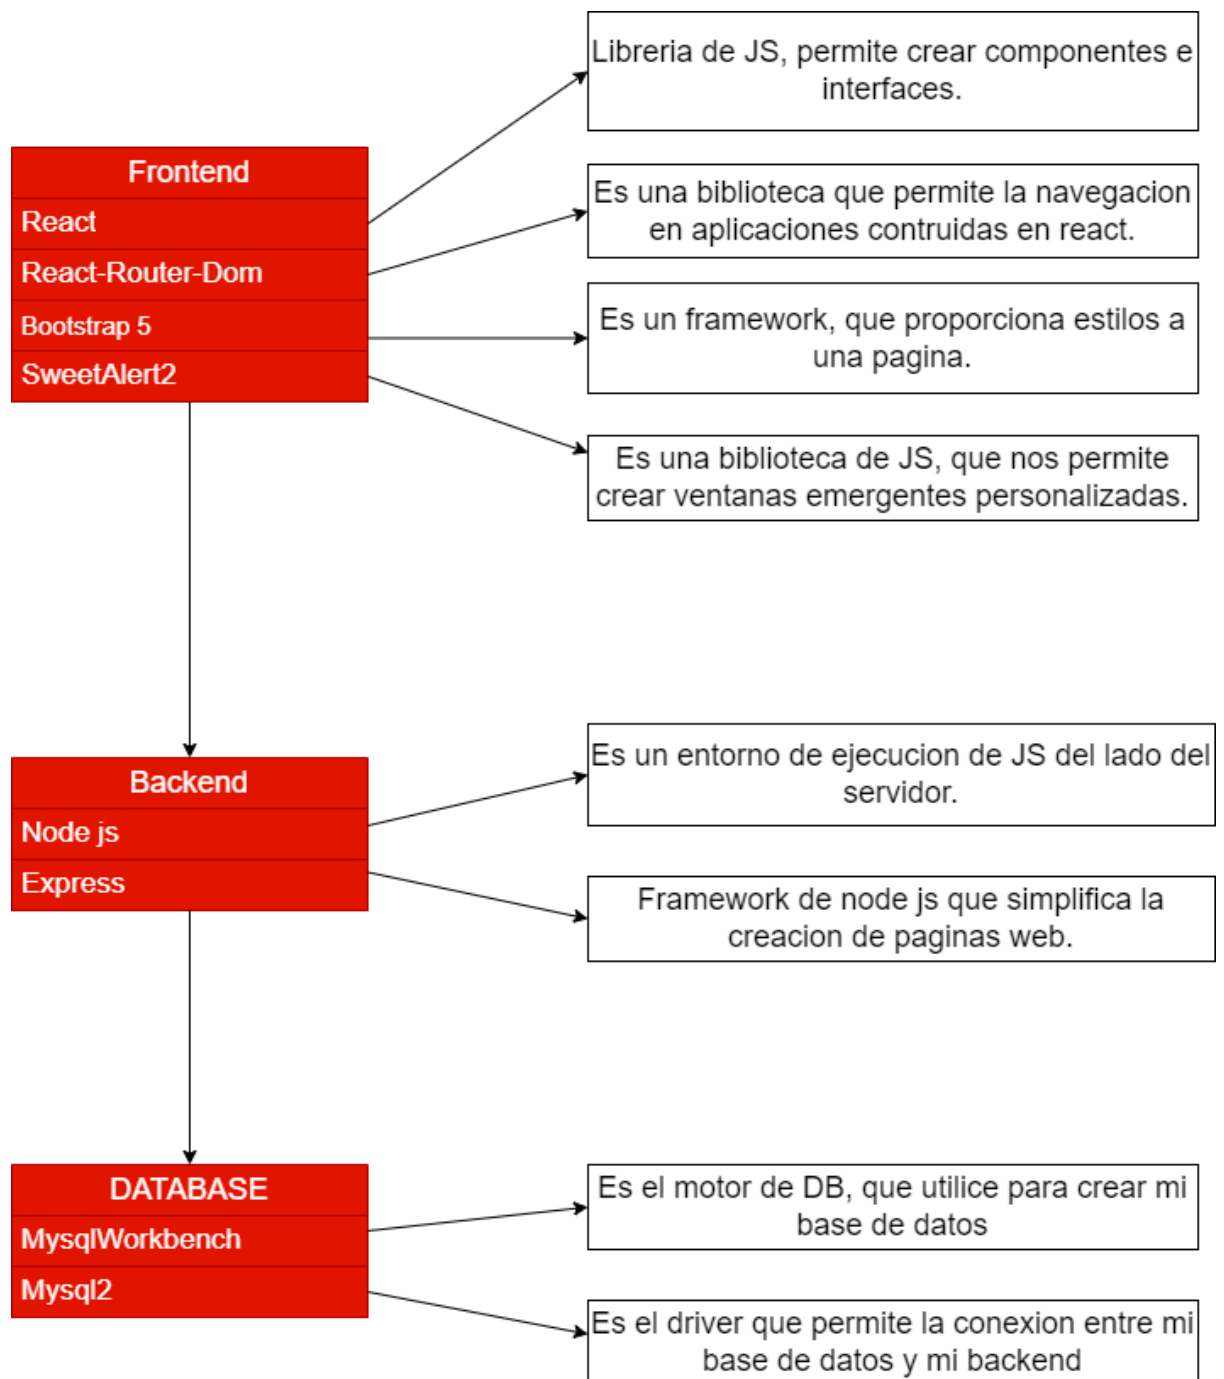 Libreria de JS, permite crear componentes e
interfaces.
Frontend
React
React-Router-Dom
Bootstrap 5
SweetAlert2
Es una biblioteca que permite la navegacion
en aplicaciones contruidas en react.
Es un framework, que proporciona estilos a
una pagina.
Es una biblioteca de JS, que nos permite
crear ventanas emergentes personalizadas.
Backend
Node js
Express
Es un entorno de ejecucion de JS del lado del
servidor.
Framework de node js que simplifica la
creacion de paginas web.
DATABASE
MysqlWorkbench
Mysql2
Es el motor de DB, que utilice para crear mi
base de datos
Es el driver que permite la conexion entre mi
base de datos y mi backend